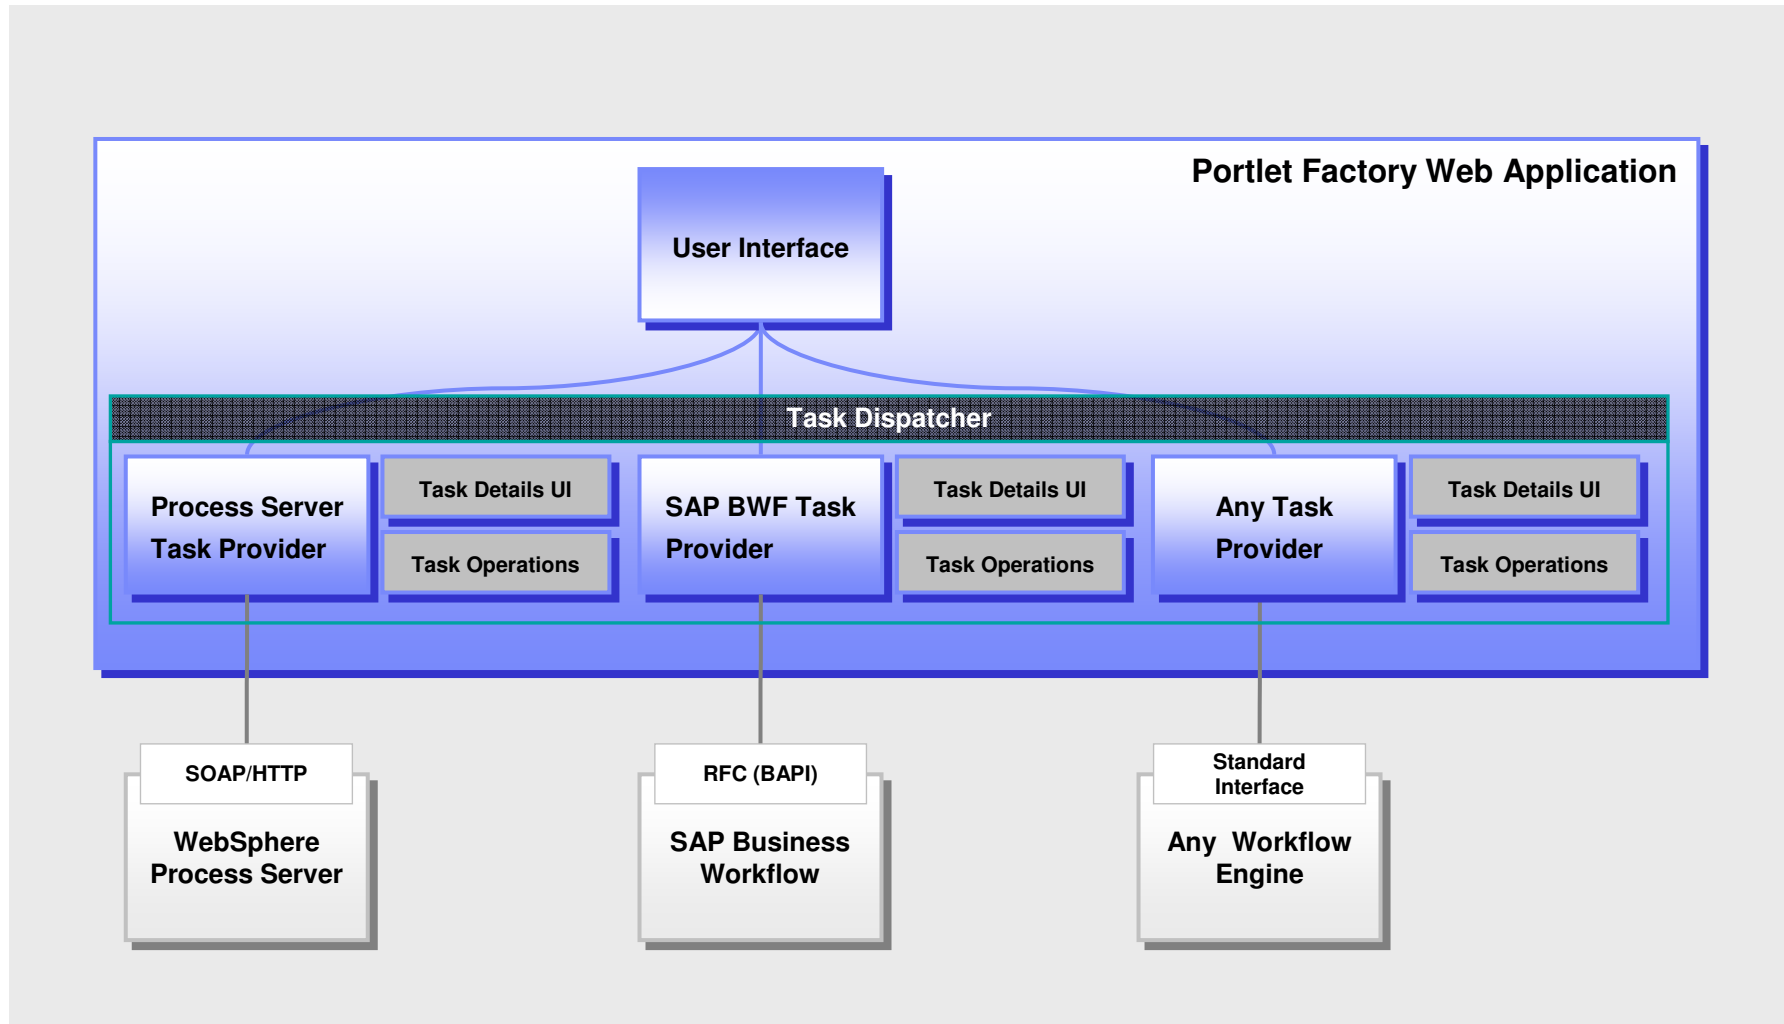 Portlet Factory Web Application
User Interface
Task Dispatcher
Process Server
Task Provider
Task Details UI
Task Operations
SAP BWF Task
Provider
Task Details UI
Task Operations
Any Task
Provider
Task Details UI
Task Operations
SOAP/HTTP
WebSphere
Process Server
RFC (BAPI)
SAP Business
Workflow
Standard
Interface
Any Workflow
Engine